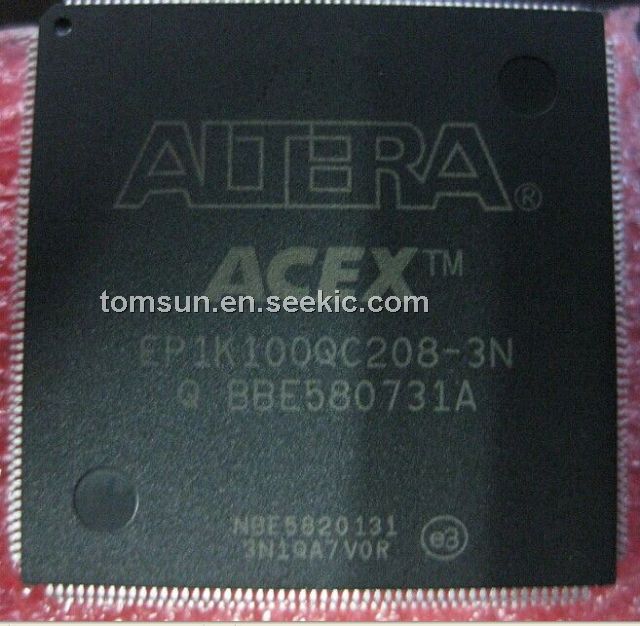 ALTERA®
ACEX™
tomsun.en.seekic.com
EP1K100QC208-3N
Q BBE580731A
NBE5820131
3N1QA7V0R
e3